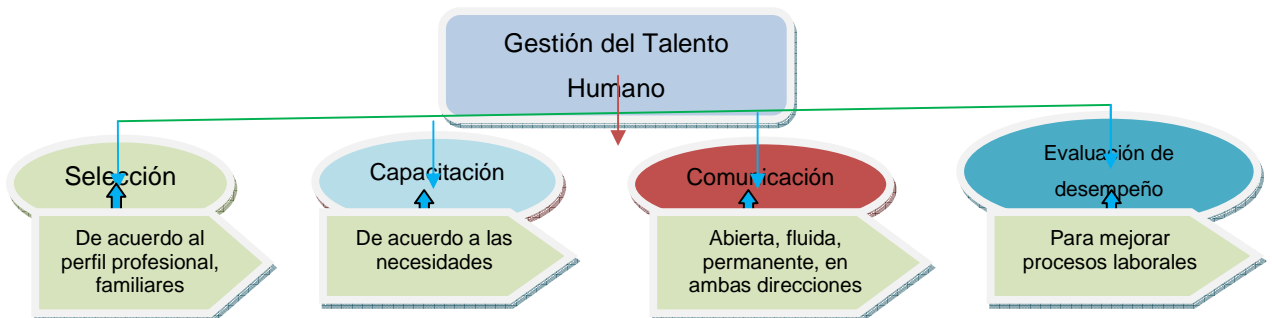 Gestión del Talento
Humano
Selección
Capacitación
Comunicación
Evaluación de
desempeño
De acuerdo al
perfil profesional,
familiares
De acuerdo a las
necesidades
Abierta, fluida,
permanente, en
ambas direcciones
Para mejorar
procesos laborales